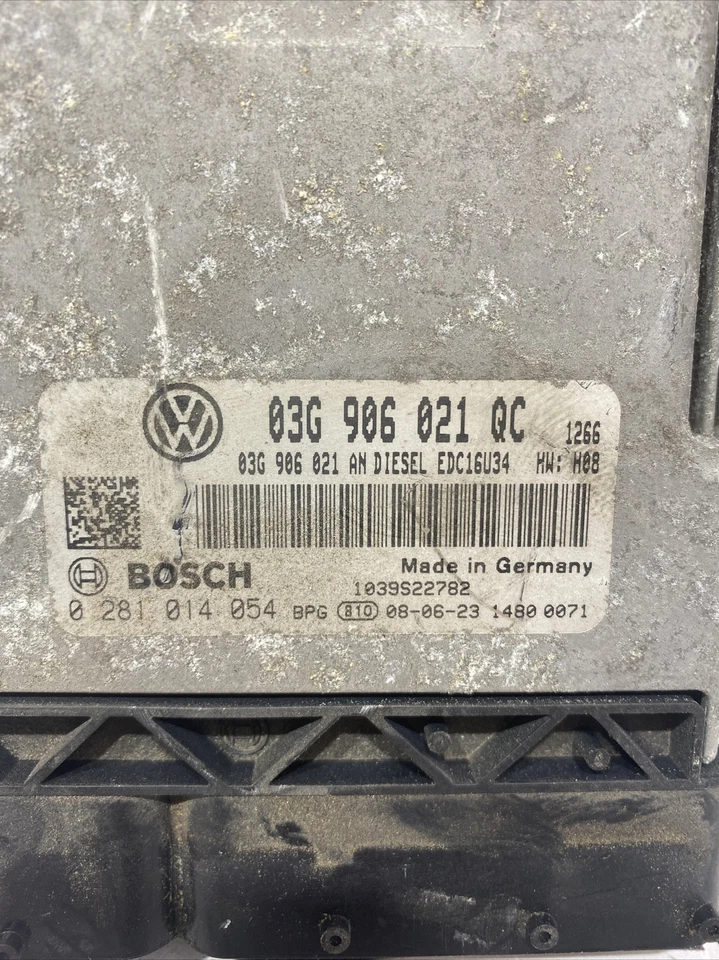 03G 906 021 QC 1266
03G 906 021 AN DIESEL EDC16U34 HW: H08
Made in Germany
BOSCH
1039S22782
0 281 014 054 BPG 810 08-06-23 1480 0071